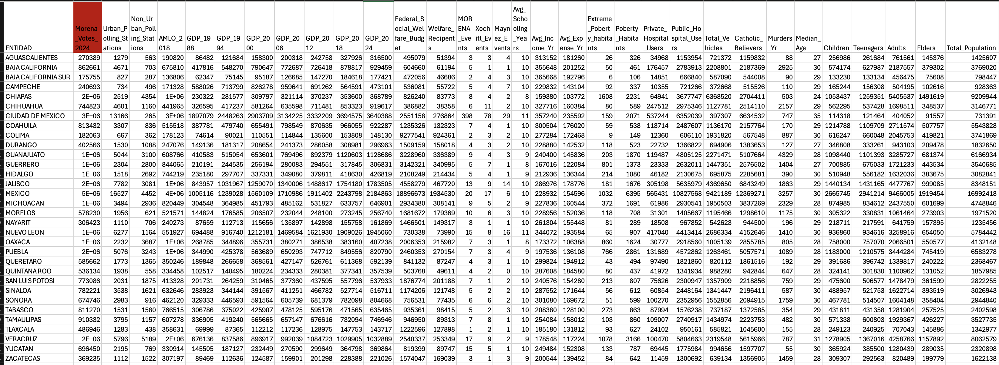 ENTIDAD Morena_Votes_2024 Urban_Polling_Stations Non_Urban_Polling_Stations AMLO_2018 GDP_1988 GDP_1994 GDP_2000 GDP_2006 GDP_2012 GDP_2018 GDP_2024 Federal_Social_Welfare_Budget Welfare_Recipents MORENA_Events Xochitl_Events Maynez_Events Avg_Schooling_Years Avg_Income_Yr Avg_Expense_Yr Extreme_Poberty_habitants Poberty_Habitants Private_Hospital_Users Public_Hospital_Users Total_Vehicles Catholic_Believers Murders_Yr Median_Age Children Teenagers Adults Elders Total_Population
AGUASCALIENTES 270389 1279 563 190820 86482 121684 158300 200318 242758 327926 316500 495079 51394 3 3 4 10 313152 181260 26 326 34968 1153954 721372 1159832 88 27 256986 261684 761561 145376 1425607
BAJA CALIFORNIA 862661 4671 703 675810 417816 548270 790647 772687 726418 878817 929459 604660 61194 5 1 1 10 355648 201252 50 461 176457 2783913 2208801 2187369 2925 30 574174 627987 2187557 379302 3769020
BAJA CALIFORNIA SUR 175755 827 287 136806 62347 75145 95187 126685 147270 184618 177421 472056 46686 2 4 3 10 365668 192796 6 106 14851 666840 587090 544008 90 29 133230 133134 456475 75608 798447
CAMPECHE 240693 734 496 171328 588026 713799 826278 959641 691262 564591 473101 536081 55722 5 4 7 10 229832 143104 92 337 10355 721266 372668 515526 110 29 165244 156308 504195 102616 928363
CHIAPAS 2E+06 2519 4354 1E+06 230322 281577 309797 321114 370237 353600 368789 826240 83773 8 4 2 8 159380 103772 1608 2231 64941 3677747 6368520 2704411 503 24 1053437 1259351 5405537 1491619 9209944
CHIHUAHUA 744823 4601 1160 441965 326595 417237 581264 635598 711481 853323 919617 386882 38358 6 11 2 10 327716 160384 80 589 247512 2975346 1127781 2514110 2157 29 562295 537428 1698511 348537 3146771
CIUDAD DE MEXICO 3E+06 13166 265 3E+06 1897079 2448263 2903709 3134225 3332209 3694575 3640388 2551158 276864 398 78 29 11 357240 235592 159 2071 537244 6352039 397307 6634532 747 35 114318 121464 404052 91557 731391
COAHUILA 813432 3307 836 515518 387781 479740 655491 798549 870635 966055 922287 1235326 132323 7 4 1 10 300504 176020 59 538 113714 2487607 1136170 2157764 170 29 1214788 1109709 2711574 507757 5543828
COLIMA 182063 667 362 178123 74614 90021 110551 114844 135600 153808 148130 9277541 924361 2 3 2 10 277284 172468 9 149 12360 606110 1931820 567548 887 30 616247 660048 2045753 419821 3741869
DURANGO 402566 1530 1088 247076 149136 181317 208654 241373 286058 308981 296963 1509159 158018 4 3 2 10 228880 142532 118 523 22732 1366822 694906 1383653 127 27 346808 333261 943103 209478 1832650
GUANAJUATO 1E+06 5044 3100 608766 410583 515054 653601 769496 892379 1120603 1128686 3228960 336389 9 4 3 9 240400 145836 203 1870 119487 4805125 2271471 5107664 4329 28 1098440 1101393 3285727 681374 6166934
GUERRERO 1E+06 2304 2800 844065 210191 244535 256194 280083 294551 317845 306831 3142321 340995 5 7 1 8 167016 122084 801 1373 23333 2632011 1447351 2576502 1404 27 700885 675033 1721233 443534 3540685
HIDALGO 1E+06 1518 2692 744219 235180 297707 337331 349080 379811 418630 426819 2108249 214434 5 4 1 9 212936 136344 214 1080 46182 2130675 695875 2285681 390 30 510948 556182 1632036 383675 3082841
JALISCO 2E+06 7782 3081 1E+06 843957 1031967 1259070 1340006 1488617 1754180 1783505 4558279 467720 13 9 14 10 286976 178776 181 1676 305198 5635979 4369650 6843249 1863 29 1440134 1431165 4477767 999085 8348151
MEXICO 5E+06 16527 4452 4E+06 1005116 1239028 1560109 1710986 1911402 2243798 2184863 18896673 1934530 20 17 6 10 228932 154596 1032 6395 565431 10827568 9421189 12369271 3257 30 2665745 2941214 9466005 1919454 16992418
MICHOACAN 1E+06 3494 2936 820449 304548 364985 451793 485162 531827 633757 646901 2934380 308141 9 5 2 9 227836 160544 372 1691 61986 2930541 1950503 3837269 2329 28 874985 834612 2437550 601699 4748846
MORELOS 578230 1956 621 521571 144824 176585 206507 232044 248100 273245 256740 1681672 179369 10 6 3 10 228956 152036 118 708 31301 1405667 1195466 1298610 1175 30 305322 330831 1061464 273903 1971520
NAYARIT 306423 1110 706 240273 87659 112713 115656 135897 142898 155758 161869 1466501 149317 3 1 1 10 261304 155448 81 289 18508 967852 542623 944500 196 29 218711 217591 641759 157395 1235456
NUEVO LEON 1E+06 6277 1164 551927 694488 916740 1212181 1469584 1621930 1909026 1945060 730338 73990 15 8 16 11 344072 193584 65 907 417040 4413414 2686334 4152646 1410 30 936860 934616 3258916 654050 5784442
OAXACA 1E+06 2232 3687 1E+06 268785 344896 355731 380271 386538 383160 407238 2006353 215982 7 3 1 8 173372 106388 860 1624 30777 2918560 1005139 2855785 805 28 758000 757070 2066501 550577 4132148
PUEBLA 2E+06 5076 3243 1E+06 344990 425378 563689 650293 747712 849556 820790 2460353 270154 7 3 4 9 197536 136108 766 2861 131689 4572862 1263461 5057571 1089 28 1183000 1210575 3444284 745419 6583278
QUERETARO 585662 1773 1365 350246 189848 266658 368561 427147 526761 611368 592139 841132 87247 4 3 1 10 299824 194912 43 494 97490 1821860 820112 1861516 192 29 391686 396742 1339817 240222 2368467
QUINTANA ROO 536134 1938 558 334458 102517 140495 180224 234333 280381 377341 357539 503768 49611 4 2 0 10 287608 184580 80 437 41972 1341934 988280 942844 647 28 324141 301830 1100962 131052 1857985
SAN LUIS POTOSI 773086 2031 1875 413328 201731 264259 310465 377360 437595 557796 537933 1876774 201188 7 1 2 10 240576 154280 213 807 75626 2300947 1357909 2218856 759 29 475600 506577 1478479 361599 2822255
SINALOA 782221 3538 1621 632646 283923 344144 391567 411251 466782 527714 516711 1174206 121748 5 2 2 10 287552 171644 56 612 60854 2448164 1341447 2196411 587 30 488957 521753 1622714 393519 3026943
SONORA 674746 2983 916 462120 329333 446593 591564 605739 681379 782098 804668 756531 77435 6 6 2 10 301080 169672 51 599 100270 2352956 1552856 2094915 1759 30 467781 514507 1604148 358404 2944840
TABASCO 811270 1531 1580 766515 306786 375022 425907 478125 595176 471565 635465 935361 98415 5 2 3 10 208380 128100 273 863 87994 1576238 737187 1372585 354 29 431811 431358 1281904 257525 2402598
TAMAULIPAS 910332 3795 1157 607278 336905 419240 565665 657147 676616 732094 746946 946950 89313 7 8 1 10 254084 158012 103 860 109007 2740917 1434974 2223753 482 30 571338 600803 1929367 426227 3527735
TLAXCALA 486946 1283 438 358631 69999 87365 112212 117236 128975 147753 143717 1222596 127898 1 2 1 10 185180 131812 93 627 24102 950161 585821 1045600 155 28 249123 240925 707043 145886 1342977
VERACRUZ 2E+06 5796 5189 2E+06 676136 837586 896917 992039 1084723 1029905 1032889 2540337 253349 17 9 2 9 178548 117224 1078 3166 100470 5804663 2319548 5615966 787 31 1278905 1367016 4258766 1157892 8062579
YUCATAN 696450 2195 769 330914 145505 187127 232449 270590 299649 364798 369864 819399 89747 15 5 1 10 249484 152308 133 787 69445 1775984 994656 1597707 55 30 365924 385500 1280439 289035 2320898
ZACATECAS 369235 1112 1522 307197 89469 112636 124587 159901 201298 228388 221026 1574047 169039 3 1 3 9 200544 139452 84 642 11459 1300692 639134 1356905 1459 28 309307 292563 820489 199779 1622138